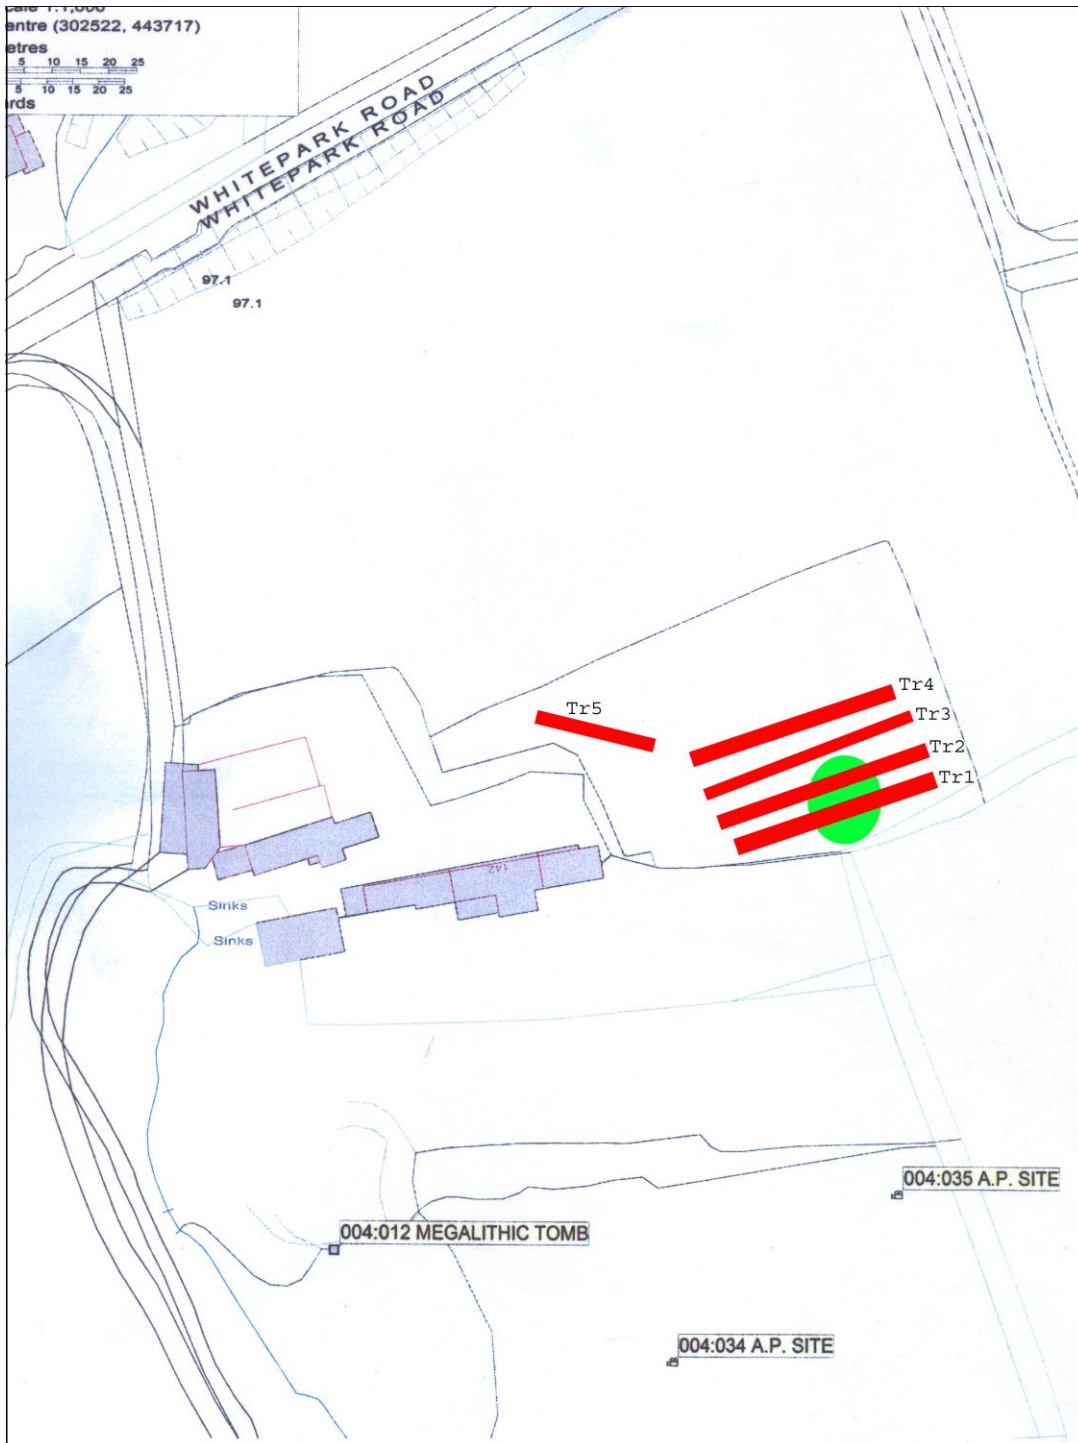 entre (302522, 443717)
etres
5 10 15 20 25
5 10 15 20 25
WHITEPARK ROAD
WHITEPARK ROAD
97.1
97.1
Tr4
Tr5
Tr3
Tr2
Tr1
142
Sinks
Sinks
004:035 A.P. SITE
004:012 MEGALITHIC TOMB
004:034 A.P. SITE